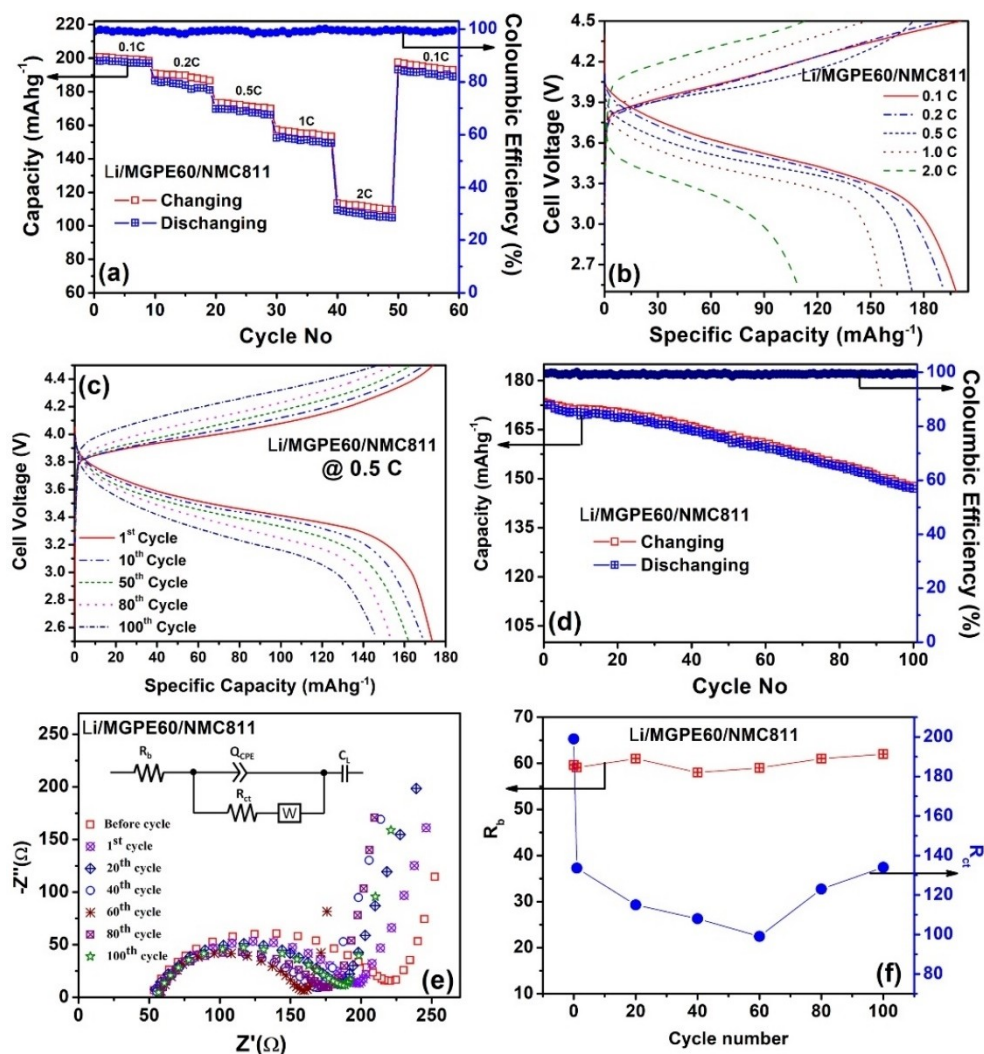 220
200
180
160
140
120
100
80
60
Capacity (mAhg-1)
0.1C
0.2C
0.5C
1C
2C
0.1C
Li/MGPE60/NMC811
Changing
Dischanging
(a)
0 10 20 30 40 50 60
Cycle No
100
80
60
40
20
0
Coloumbic Efficiency (%)
4.5
3.9
3.6
3.0
2.7
Cell Voltage (V)
Li/MGPE60/NMC811
0.1 C
0.2 C
0.5 C
1.0 C
2.0 C
(b)
0 30 60 90 120 150 180
Specific Capacity (mAhg-1)
(c)
4.4
4.2
3.9
3.6
3.3
3.0
2.8
2.5
Cell Voltage (V)
Li/MGPE60/NMC811
@ 0.5 C
1st Cycle
10th Cycle
50th Cycle
80th Cycle
100th Cycle
0 20 40 60 80 100 120 140 160 180
Specific Capacity (mAhg-1)
180
165
150
135
120
105
Capacity (mAhg-1)
Li/MGPE60/NMC811
Changing
Dischanging
(d)
0 20 40 60 80 100
Cycle No
100
80
60
40
20
0
Coloumbic Efficiency (%)
Li/MGPE60/NMC811
250
200
150
100
50
0
-Z"(Ω)
Rb
QCPE
CL
Rct
W
Before cycle
1st cycle
20th cycle
40th cycle
60th cycle
80th cycle
100th cycle
(e)
0 50 100 150 200 250
Z'(Ω)
70
60
50
40
30
20
10
Rb
Li/MGPE60/NMC811
(f)
0 20 40 60 80 100
Cycle number
200
180
160
140
120
100
80
Rct